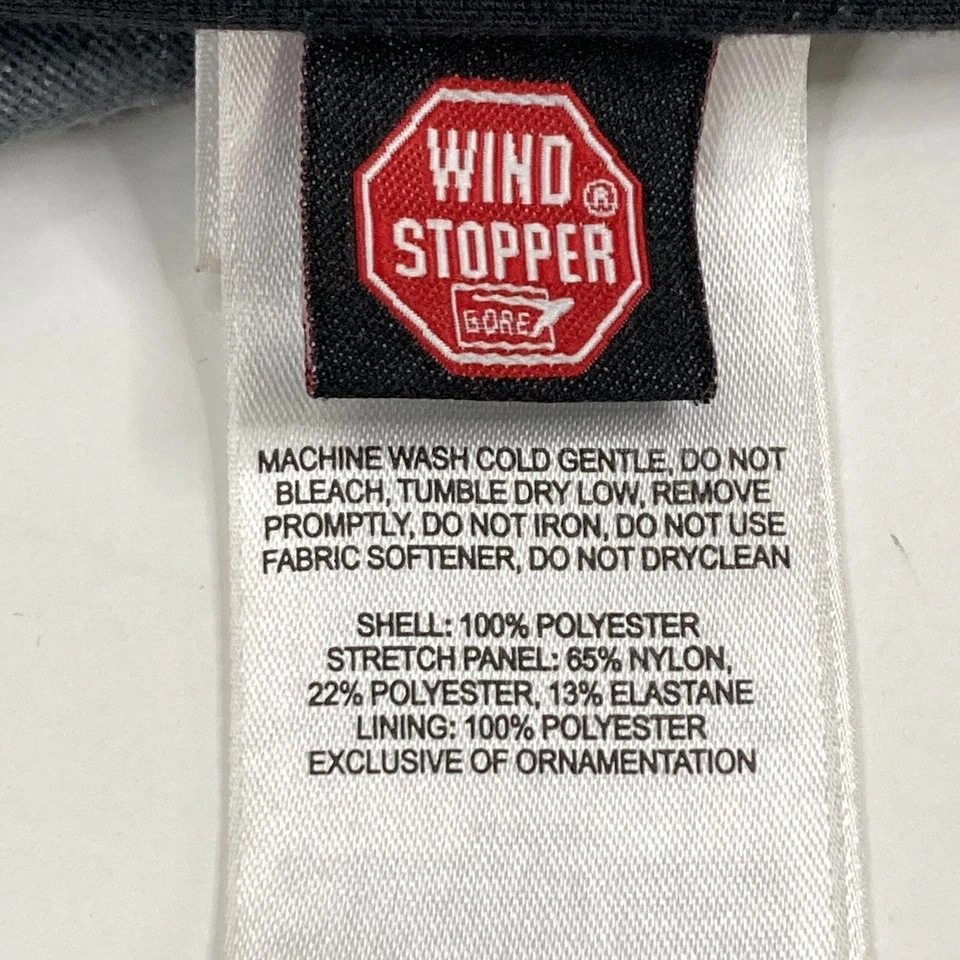 WIND ®
STOPPER
GORE
MACHINE WASH COLD GENTLE, DO NOT
BLEACH, TUMBLE DRY LOW, REMOVE
PROMPTLY, DO NOT IRON, DO NOT USE
FABRIC SOFTENER, DO NOT DRYCLEAN
SHELL: 100% POLYESTER
STRETCH PANEL: 65% NYLON,
22% POLYESTER, 13% ELASTANE
LINING: 100% POLYESTER
EXCLUSIVE OF ORNAMENTATION